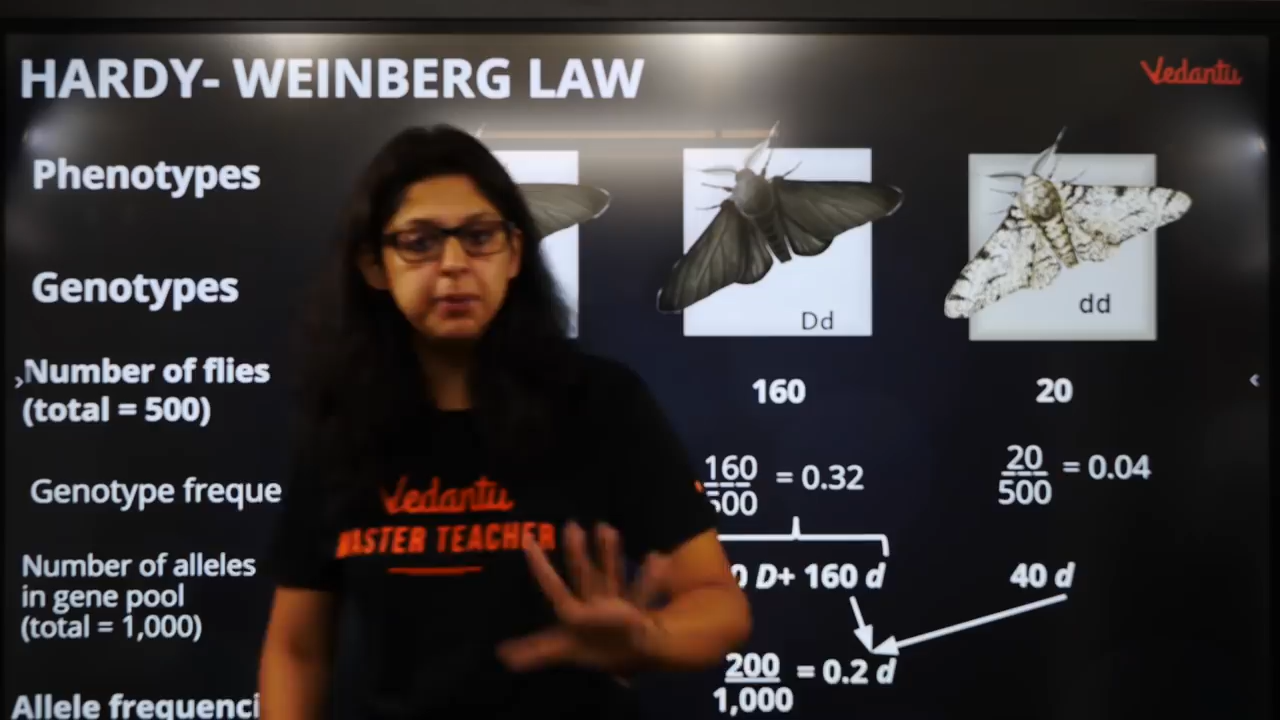 HARDY- WEINBERG LAW
Vedantu
Phenotypes
Genotypes
Dd
dd
Number of flies
(total = 500)
160
20
Genotype freque
160
500
= 0.32
20
500
= 0.04
Number of alleles
in gene pool
(total = 1,000)
0 D+ 160 d
40 d
200
1,000
= 0.2 d
Allele frequenci
Vedantu
MASTER TEACHER